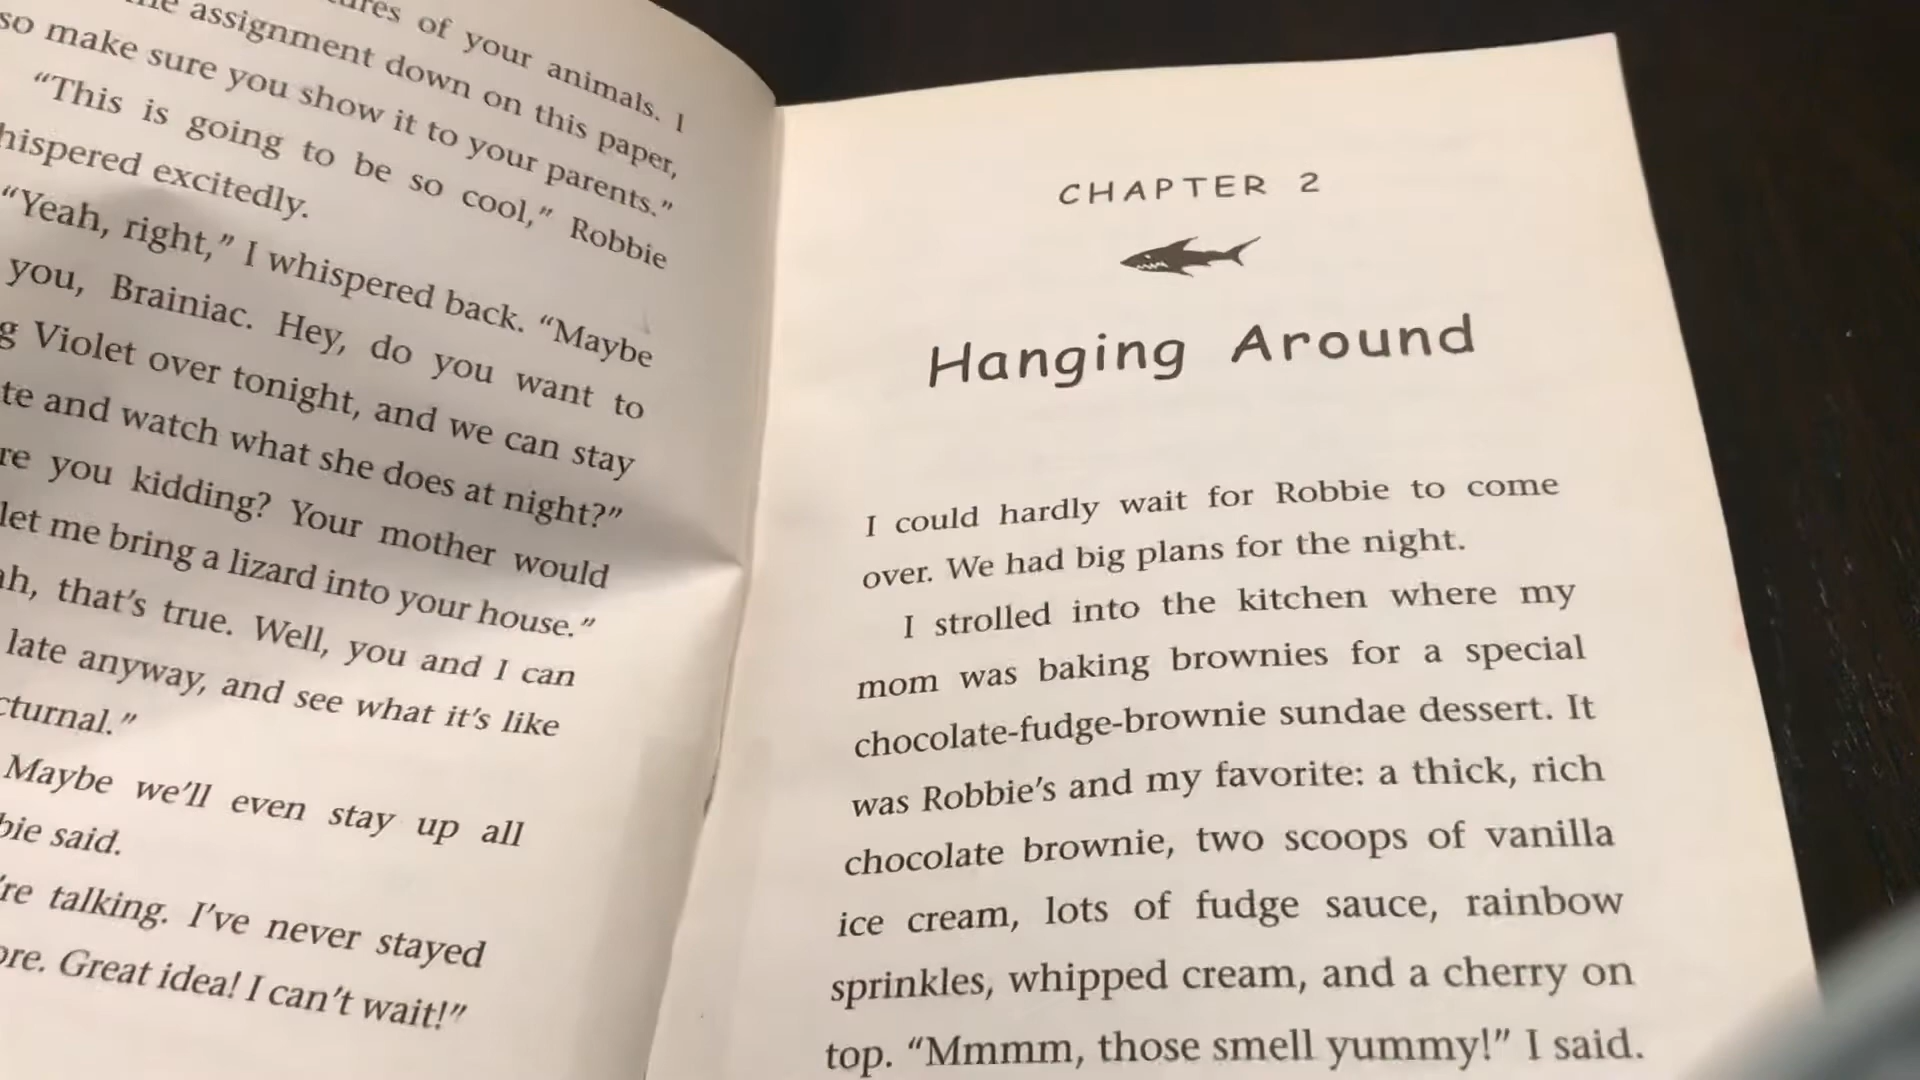 of your animals. I
assignment down on this paper,
so make sure you show it to your parents.”
“This is going to be so cool,” Robbie
excitedly.
“Yeah, right,” I whispered back. “Maybe
you, Brainiac. Hey, do you want to
Violet over tonight, and we can stay
and watch what she does at night?”
you kidding? Your mother would
let me bring a lizard into your house.”
that’s true. Well, you and I can
late anyway, and see what it’s like
Maybe we’ll even stay up all
said.
talking. I’ve never stayed
Great idea! I can’t wait!”
CHAPTER 2
Hanging Around
I could hardly wait for Robbie to come
over. We had big plans for the night.
I strolled into the kitchen where my
mom was baking brownies for a special
chocolate-fudge-brownie sundae dessert. It
was Robbie’s and my favorite: a thick, rich
chocolate brownie, two scoops of vanilla
ice cream, lots of fudge sauce, rainbow
sprinkles, whipped cream, and a cherry on
top. “Mmmm, those smell yummy!” I said.